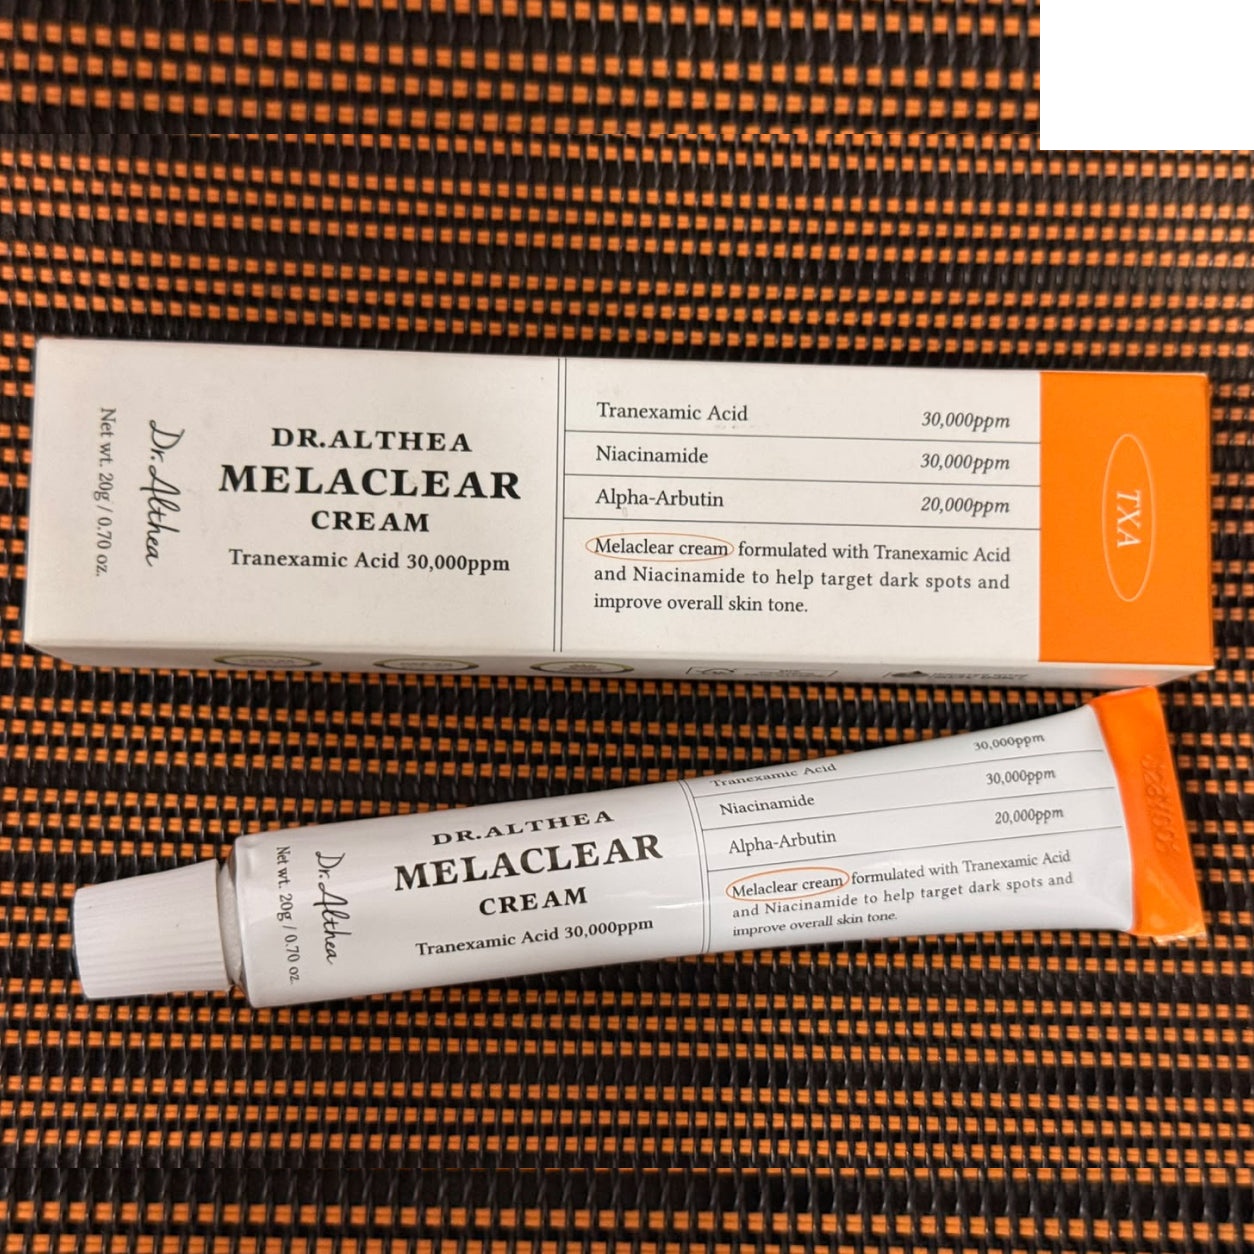 Net wt. 20g / 0.70 oz.
Dr.Althea
DR.ALTHEA
MELACLEAR
CREAM
Tranexamic Acid 30,000ppm
Tranexamic Acid 30,000ppm
Niacinamide 30,000ppm
Alpha-Arbutin 20,000ppm
Melaclear cream formulated with Tranexamic Acid
and Niacinamide to help target dark spots and
improve overall skin tone.
TXA
Net wt. 20g / 0.70 oz.
Dr.Althea
DR.ALTHEA
MELACLEAR
CREAM
Tranexamic Acid 30,000ppm
Tranexamic Acid 30,000ppm
Niacinamide 30,000ppm
Alpha-Arbutin 20,000ppm
Melaclear cream formulated with Tranexamic Acid
and Niacinamide to help target dark spots and
improve overall skin tone.